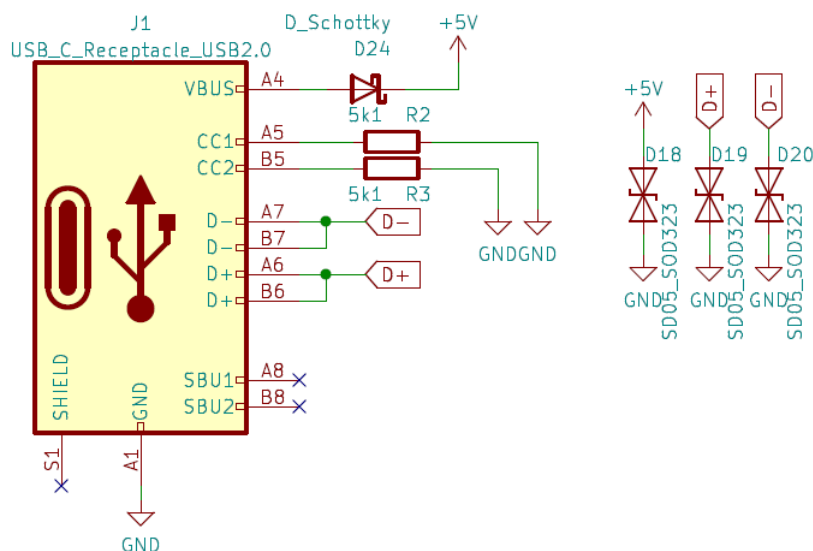 J1
USB_C_Receptacle_USB2.0
D_Schottky
D24
+5V
VBUS
A4
5k1
R2
CC1
A5
CC2
B5
5k1
R3
D-
A7
D-
D-
B7
D+
A6
D+
D+
B6
GND
GND
SBU1
A8
SBU2
B8
SHIELD
GND
S1
A1
GND
+5V
D+
D-
D18
D19
D20
SD05_SOD323
SD05_SOD323
SD05_SOD323
GND
GND
GND